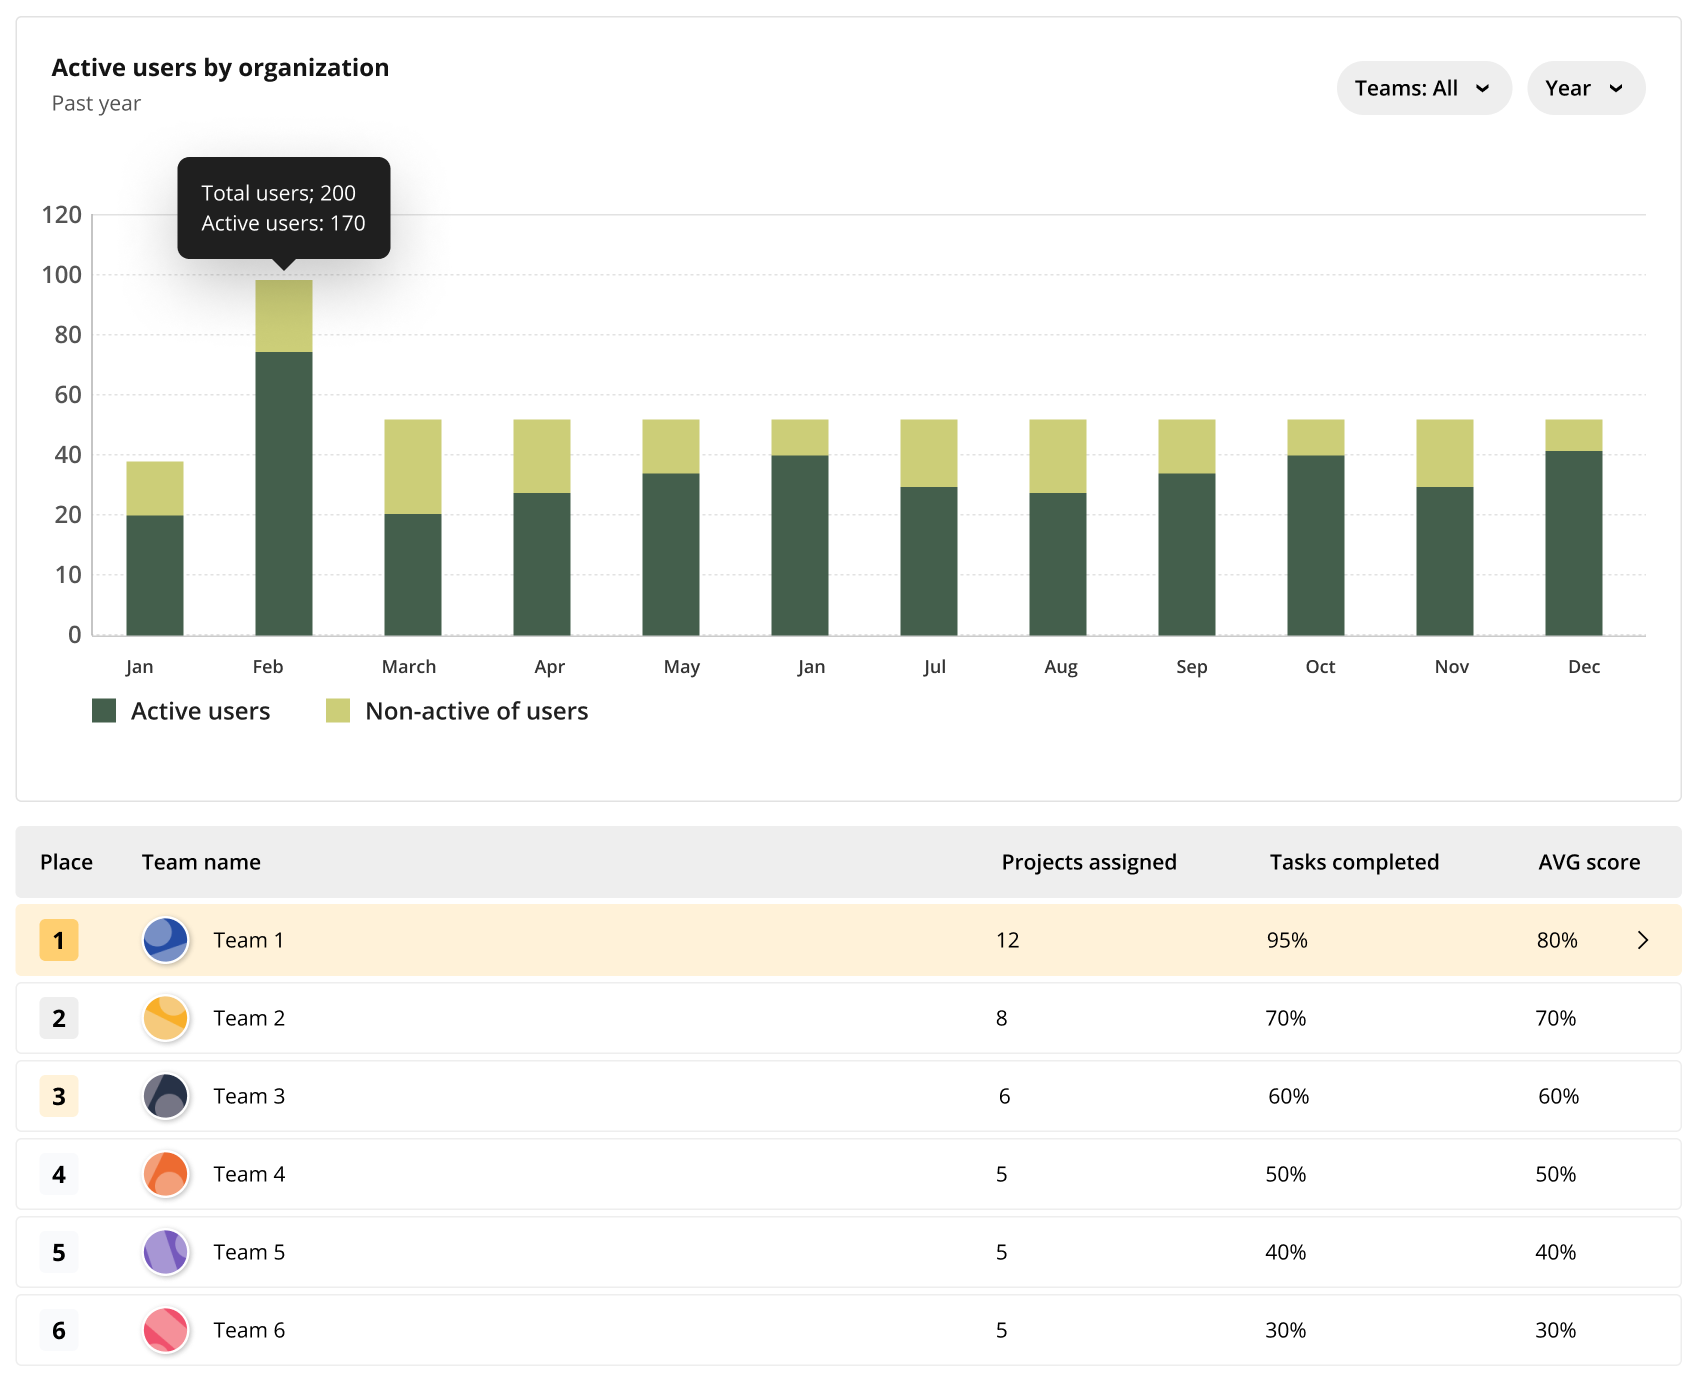 Active users by organization
Past year
Teams: All
Year
Total users; 200
Active users: 170
120
100
80
60
40
20
10
0
Jan Feb March Apr May Jan Jul Aug Sep Oct Nov Dec
Active users Non-active of users
Place Team name Projects assigned Tasks completed AVG score
1 Team 1 12 95% 80%
2 Team 2 8 70% 70%
3 Team 3 6 60% 60%
4 Team 4 5 50% 50%
5 Team 5 5 40% 40%
6 Team 6 5 30% 30%